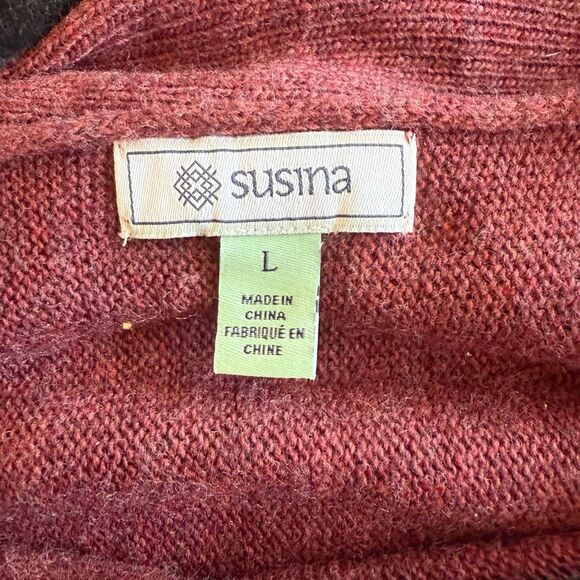 susina
L
MADE IN
CHINA
FABRIQUÉ EN
CHINE